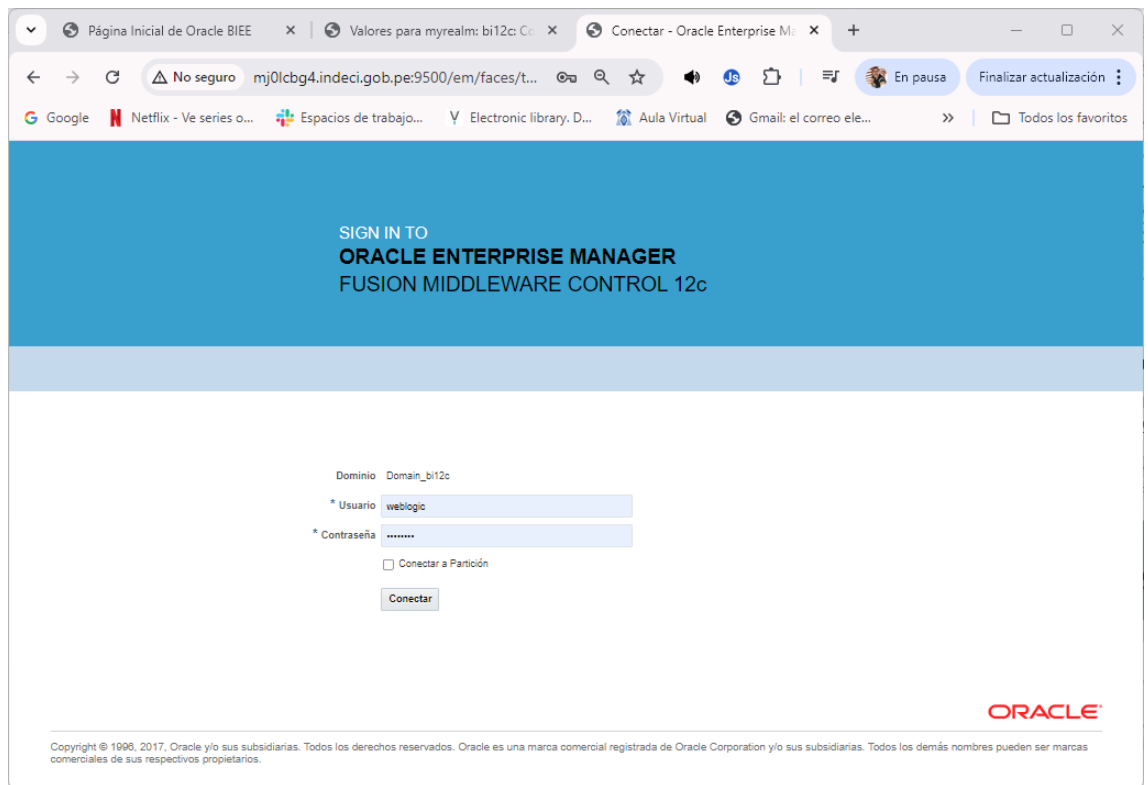 Página Inicial de Oracle BIEE
Valores para myrealm: bi12c: Co
Conectar - Oracle Enterprise Ma
No seguro
mj0lcbg4.indeci.gob.pe:9500/em/faces/t...
Js
En pausa
Finalizar actualización
G Google
N Netflix - Ve series o...
Espacios de trabajo...
Y Electronic library. D...
Aula Virtual
Gmail: el correo ele...
»
Todos los favoritos
SIGN IN TO
ORACLE ENTERPRISE MANAGER
FUSION MIDDLEWARE CONTROL 12c
Dominio Domain_bi12c
* Usuario weblogic
* Contraseña ••••••••
Conectar a Partición
Conectar
ORACLE
Copyright © 1996, 2017, Oracle y/o sus subsidiarias. Todos los derechos reservados. Oracle es una marca comercial registrada de Oracle Corporation y/o sus subsidiarias. Todos los demás nombres pueden ser marcas
comerciales de sus respectivos propietarios.